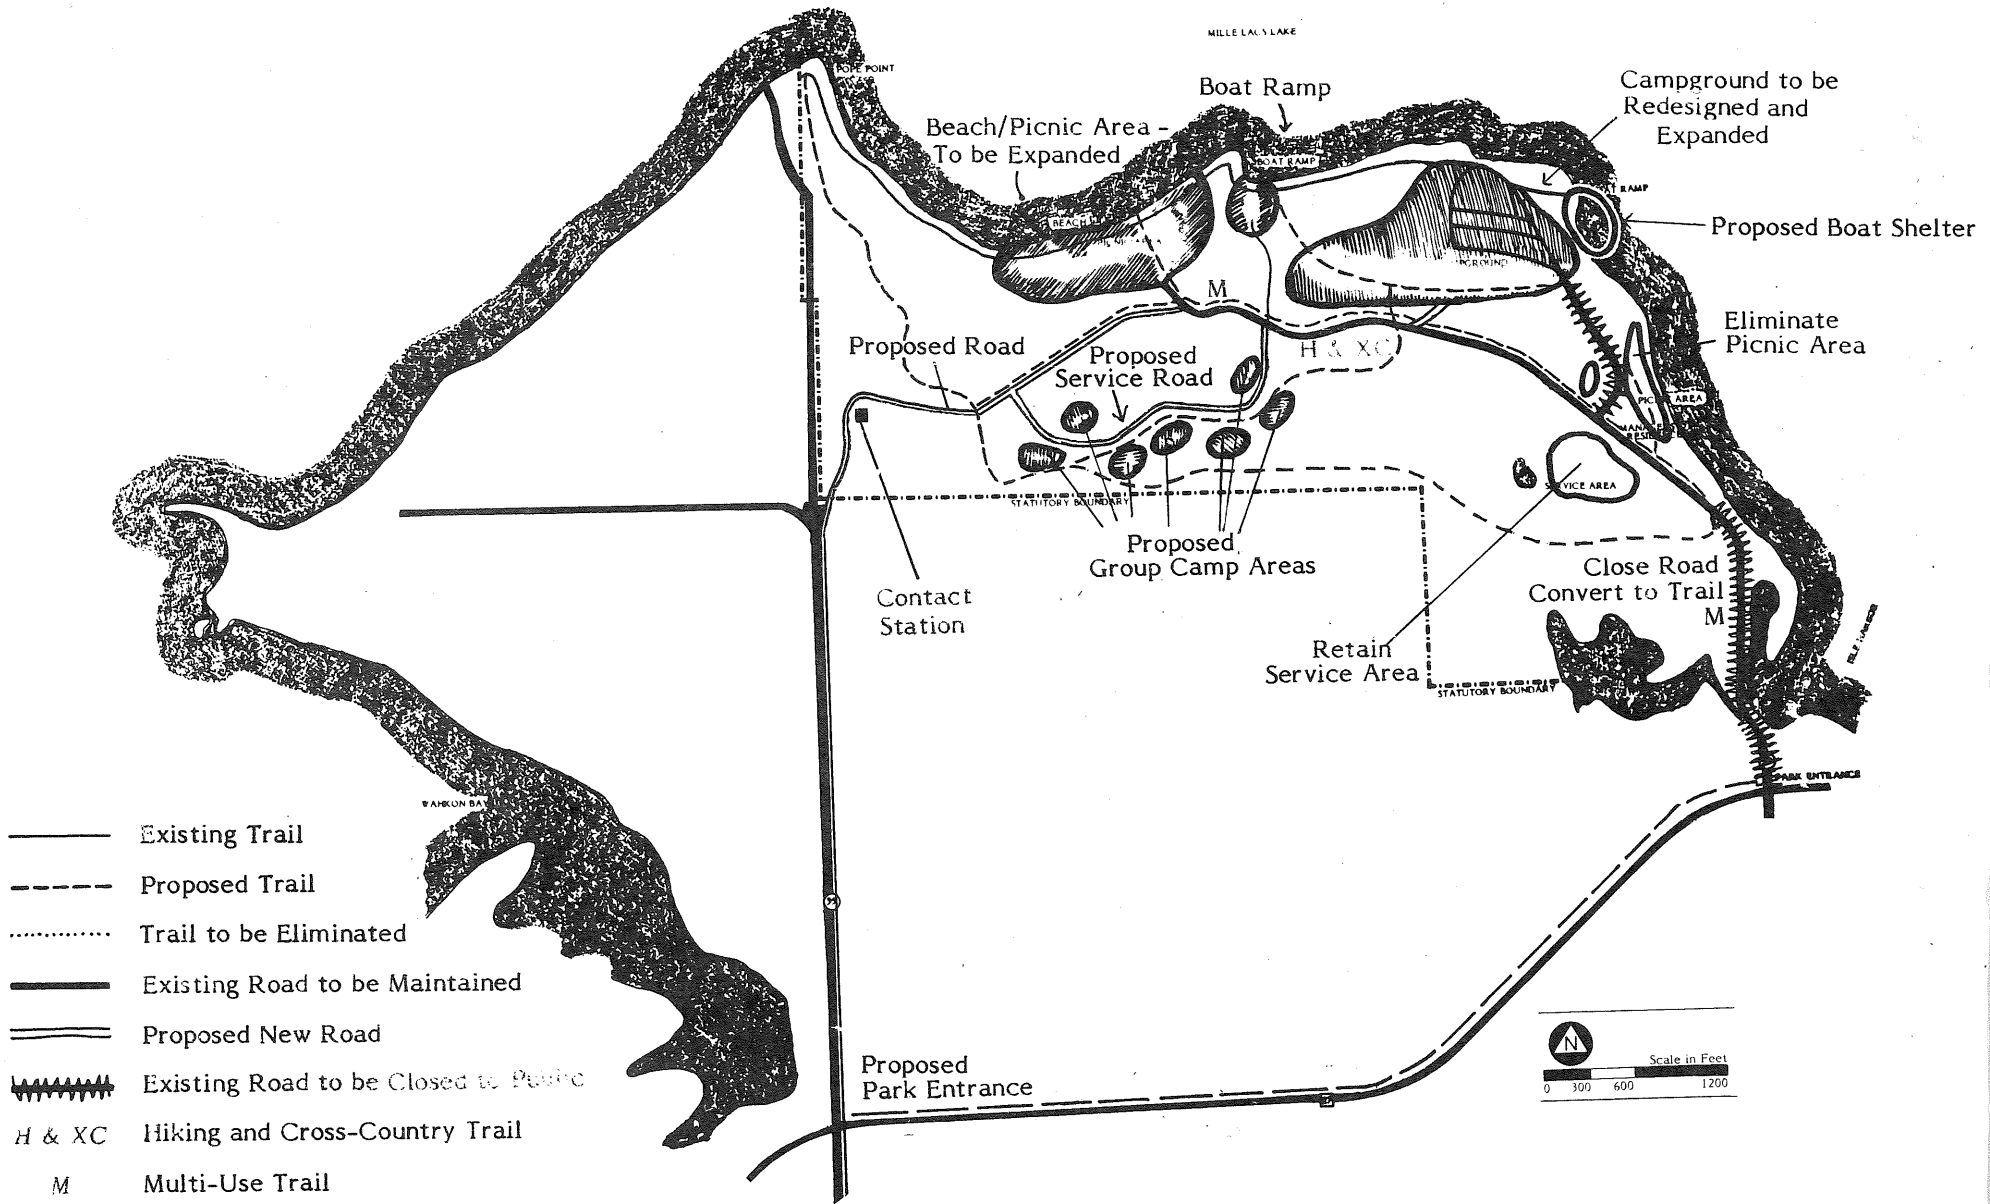 MILLE LACS LAKE
POPE POINT
Boat Ramp
Campground to be
Redesigned and
Expanded
Beach/Picnic Area -
To be Expanded
BOAT RAMP
RAMP
BEACH
Proposed Boat Shelter
GROUND
M
Eliminate
Picnic Area
Proposed Road
Proposed
Service Road
H & XC
AREA
SERVICE AREA
STATUTORY BOUNDARY
Proposed
Group Camp Areas
Contact
Station
Close Road
Convert to Trail
M
Retain
Service Area
STATUTORY BOUNDARY
PARK ENTRANCE
WAHKON BAY
Existing Trail
Proposed Trail
Trail to be Eliminated
Existing Road to be Maintained
Proposed New Road
Existing Road to be Closed to Public
H & XC Hiking and Cross-Country Trail
M Multi-Use Trail
Proposed
Park Entrance
N
Scale in Feet
0 300 600 1200